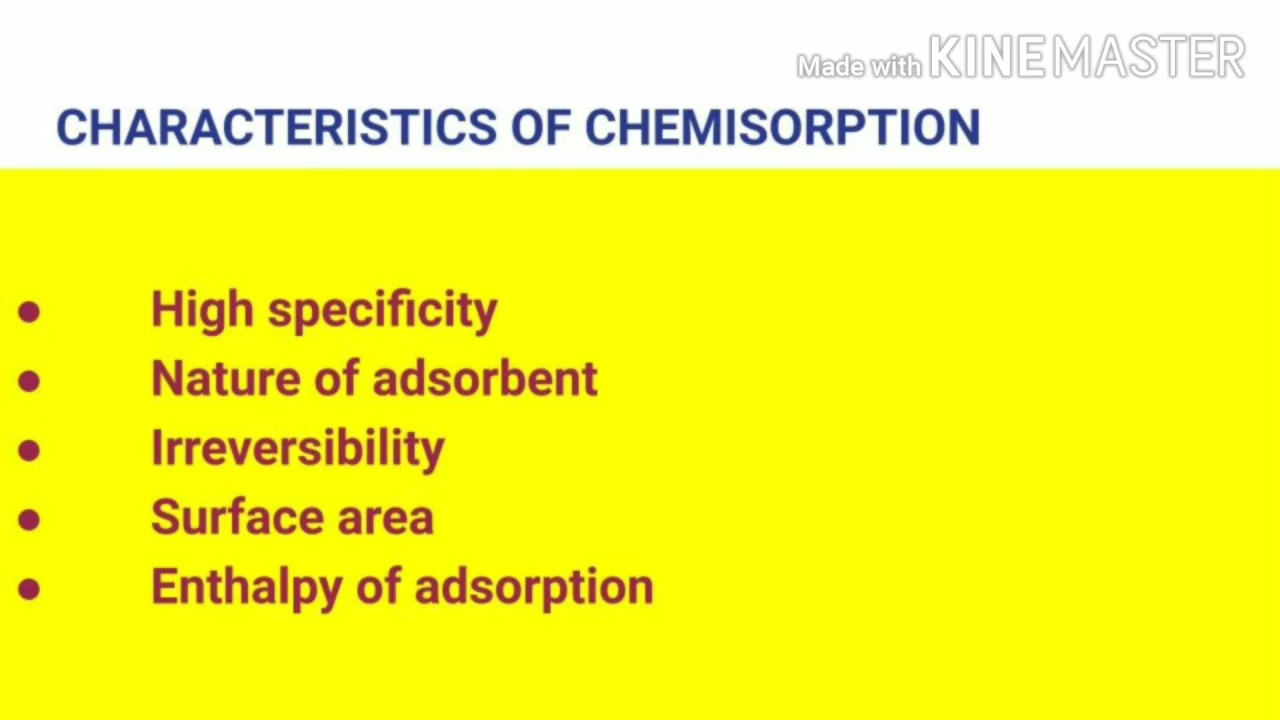 Made with KINEMASTER
CHARACTERISTICS OF CHEMISORPTION
● High specificity
● Nature of adsorbent
● Irreversibility
● Surface area
● Enthalpy of adsorption